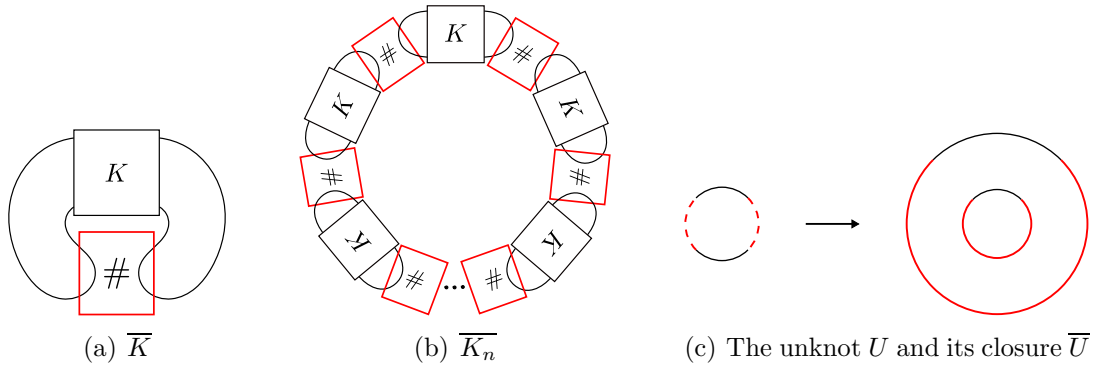 K
#
K
#
#
K
K
#
#
K
K
#
#
...
(a) $\overline{K}$
(b) $\overline{K_n}$
(c) The unknot $U$ and its closure $\overline{U}$